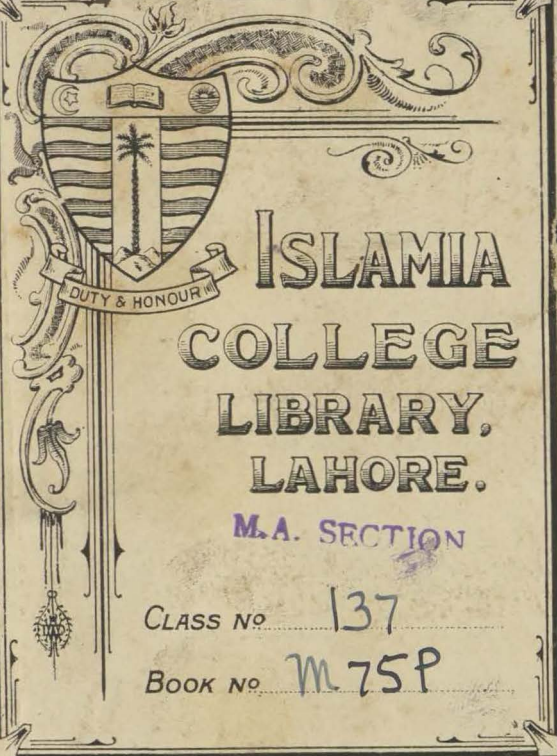 DUTY & HONOUR
ISLAMIA
COLLEGE
LIBRARY,
LAHORE.
M.A. SECTION
CLASS NO 137
BOOK NO M75P